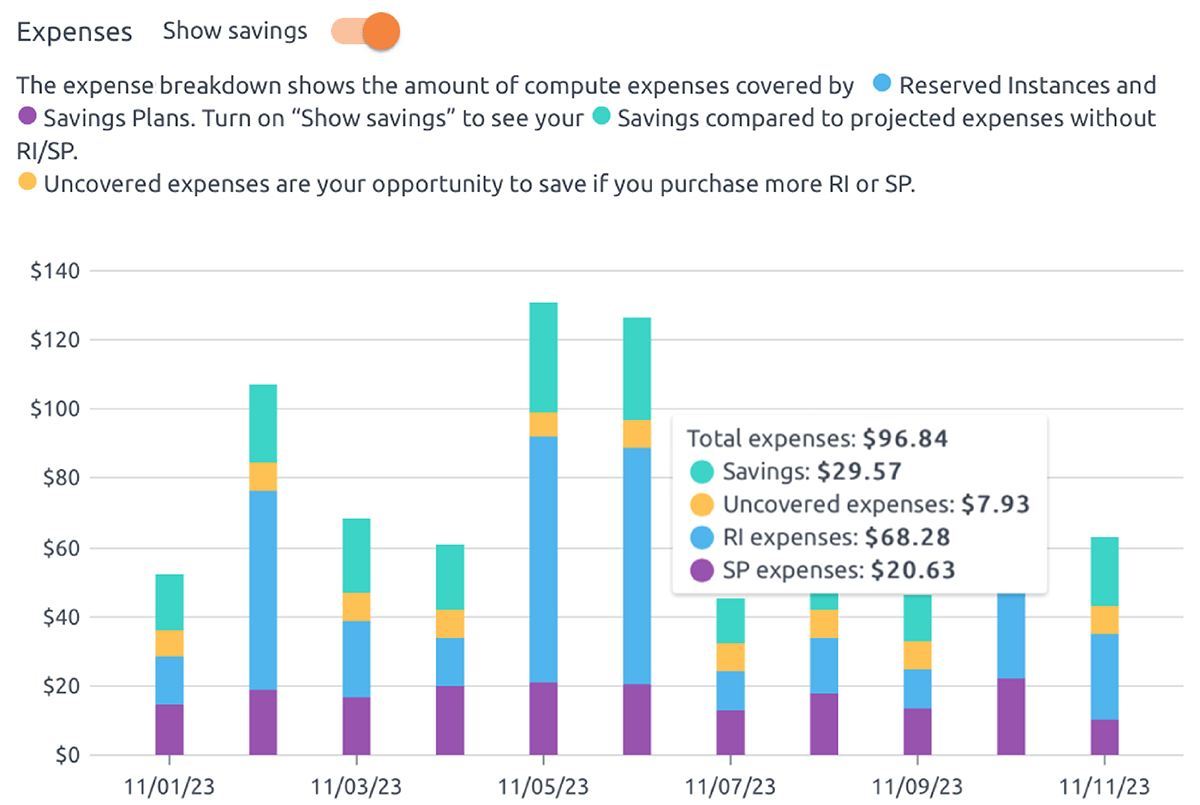 Expenses Show savings
The expense breakdown shows the amount of compute expenses covered by Reserved Instances and
Savings Plans. Turn on “Show savings” to see your Savings compared to projected expenses without
RI/SP.
Uncovered expenses are your opportunity to save if you purchase more RI or SP.
$140
$120
$100
$80
$60
$40
$20
$0
Total expenses: $96.84
Savings: $29.57
Uncovered expenses: $7.93
RI expenses: $68.28
SP expenses: $20.63
11/01/23 11/03/23 11/05/23 11/07/23 11/09/23 11/11/23